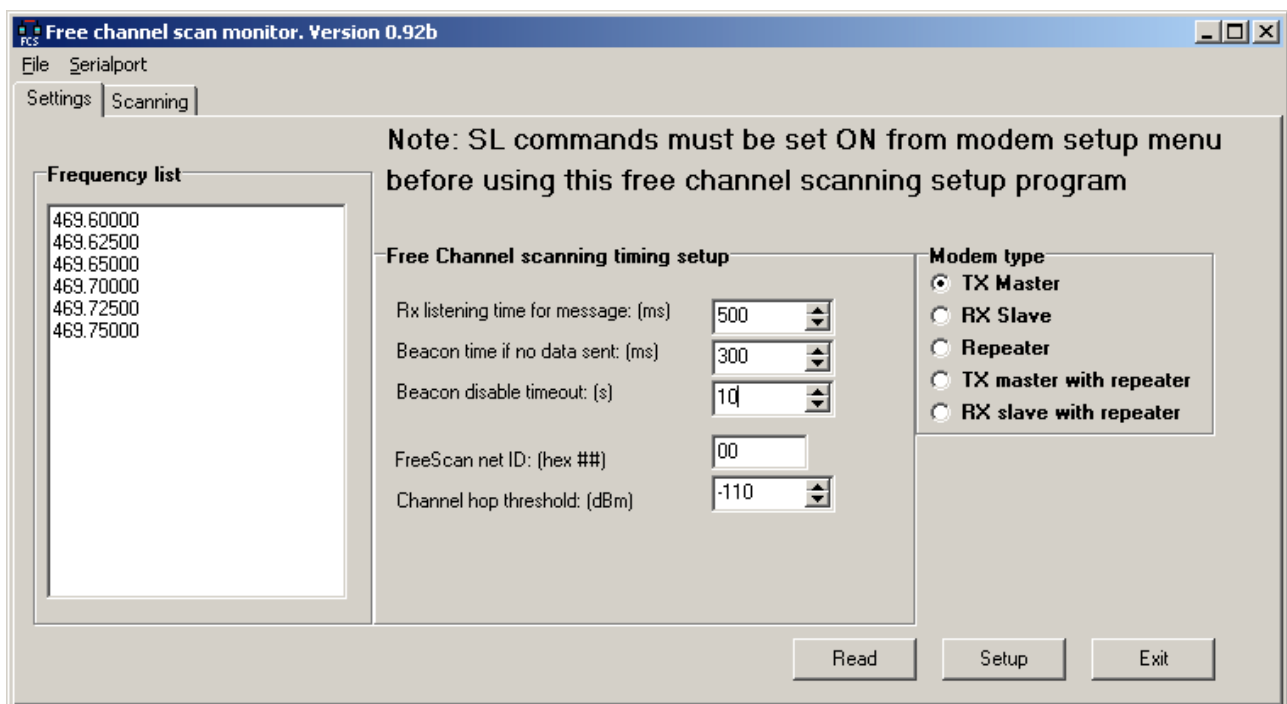 FCS
Free channel scan monitor. Version 0.92b
File Serialport
Settings Scanning
Note: SL commands must be set ON from modem setup menu
before using this free channel scanning setup program
Frequency list
469.60000
469.62500
469.65000
469.70000
469.72500
469.75000
Free Channel scanning timing setup
Rx listening time for message: (ms) 500
Beacon time if no data sent: (ms) 300
Beacon disable timeout: (s) 10
FreeScan net ID: (hex ##) 00
Channel hop threshold: (dBm) -110
Modem type
TX Master
RX Slave
Repeater
TX master with repeater
RX slave with repeater
Read Setup Exit